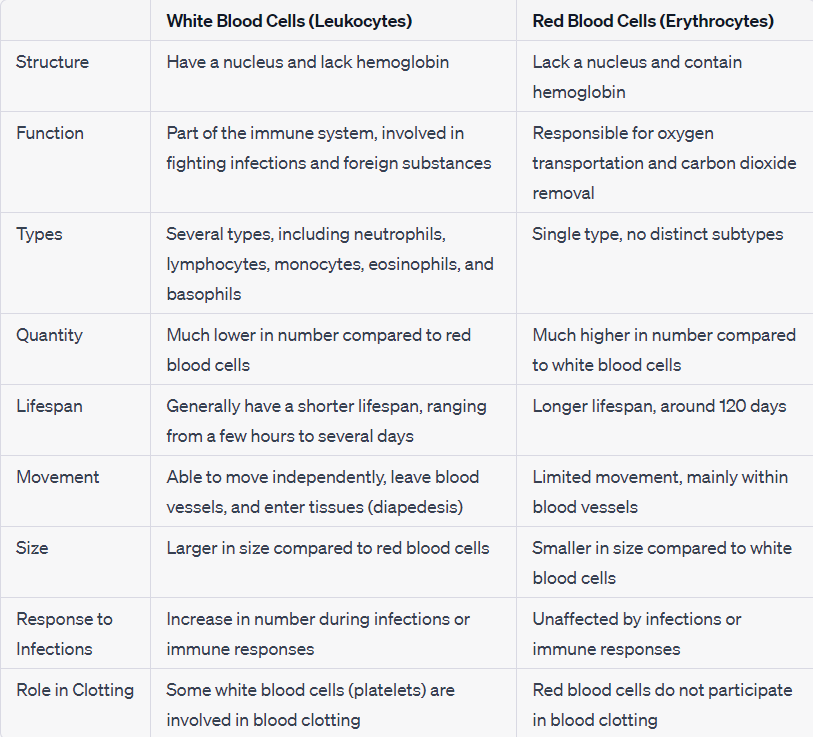 White Blood Cells (Leukocytes)
Red Blood Cells (Erythrocytes)
Structure
Have a nucleus and lack hemoglobin
Lack a nucleus and contain
hemoglobin
Function
Part of the immune system, involved in
fighting infections and foreign substances
Responsible for oxygen
transportation and carbon dioxide
removal
Types
Several types, including neutrophils,
lymphocytes, monocytes, eosinophils, and
basophils
Single type, no distinct subtypes
Quantity
Much lower in number compared to red
blood cells
Much higher in number compared
to white blood cells
Lifespan
Generally have a shorter lifespan, ranging
from a few hours to several days
Longer lifespan, around 120 days
Movement
Able to move independently, leave blood
vessels, and enter tissues (diapedesis)
Limited movement, mainly within
blood vessels
Size
Larger in size compared to red blood cells
Smaller in size compared to white
blood cells
Response to
Infections
Increase in number during infections or
immune responses
Unaffected by infections or
immune responses
Role in Clotting
Some white blood cells (platelets) are
involved in blood clotting
Red blood cells do not participate
in blood clotting